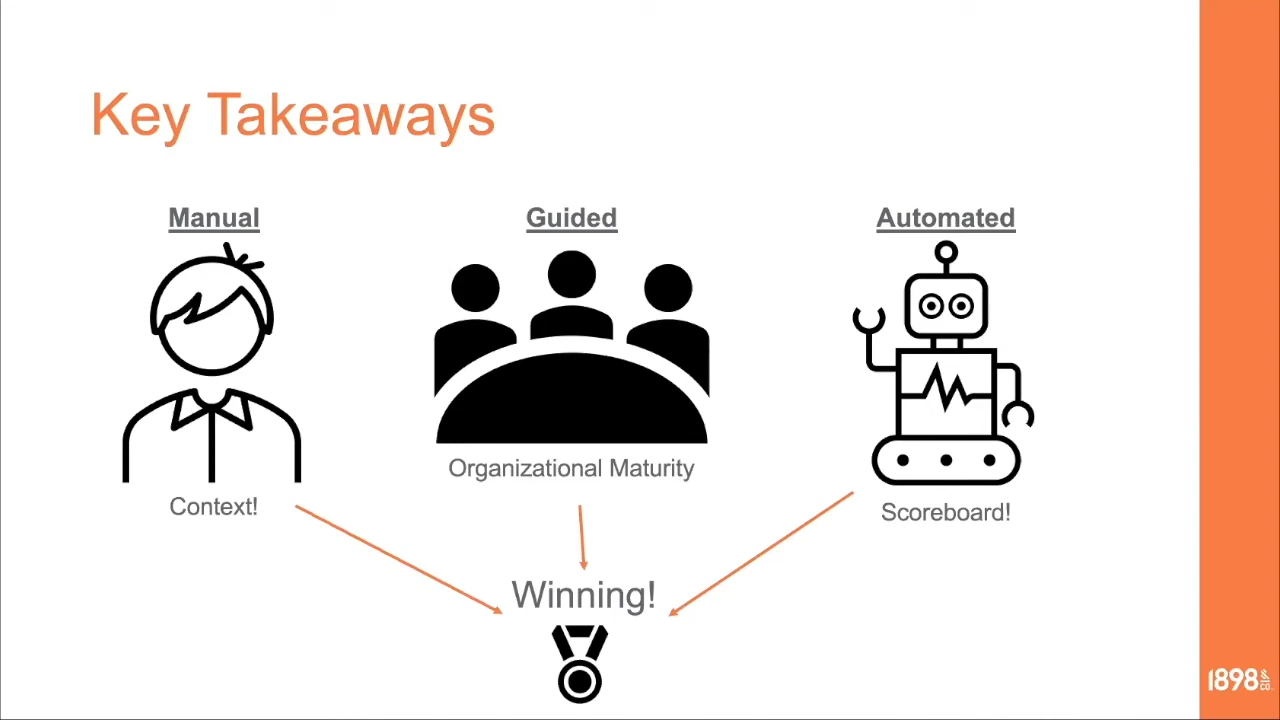 Key Takeaways
Manual
Guided
Automated
Organizational Maturity
Context!
Scoreboard!
Winning!
1898 & CO